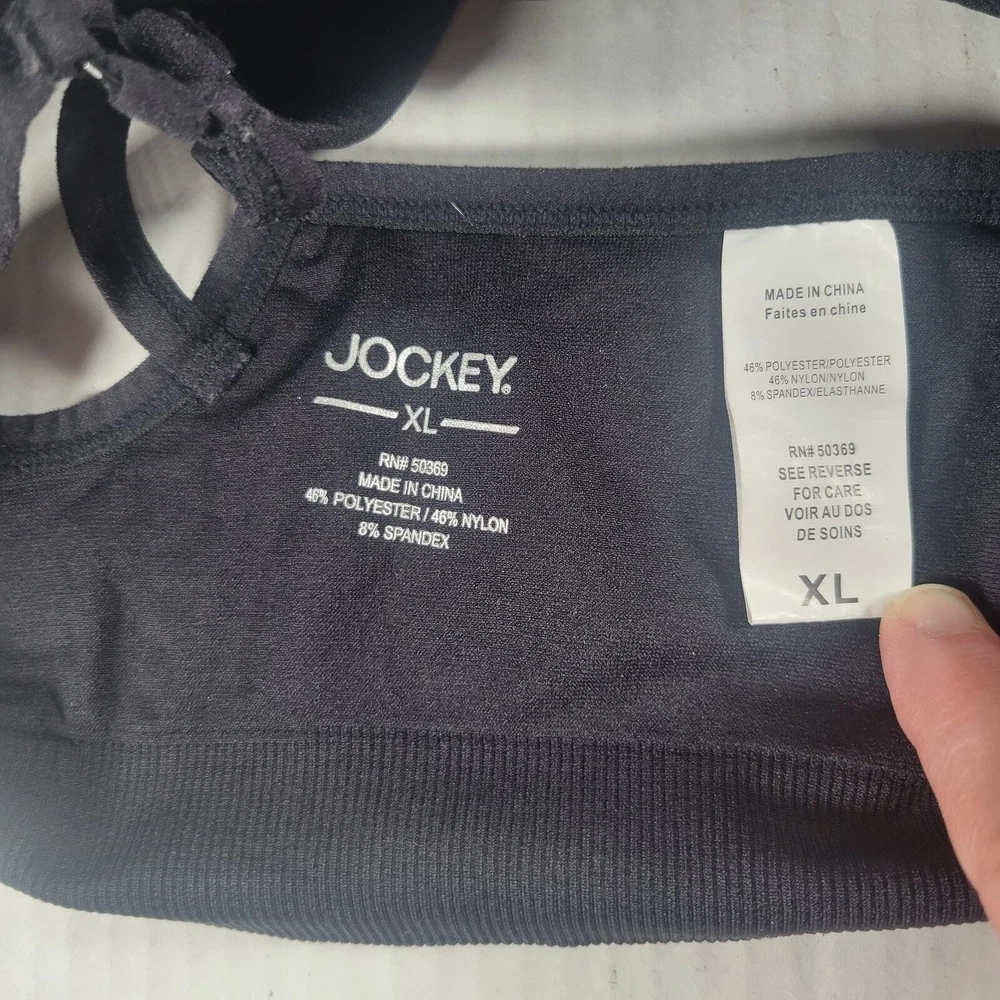 JOCKEY®
XL
RN# 50369
MADE IN CHINA
46% POLYESTER / 46% NYLON
8% SPANDEX
MADE IN CHINA
Faites en chine
46% POLYESTER/POLYESTER
46% NYLON/NYLON
8% SPANDEX/ELASTHANNE
RN# 50369
SEE REVERSE
FOR CARE
VOIR AU DOS
DE SOINS
XL